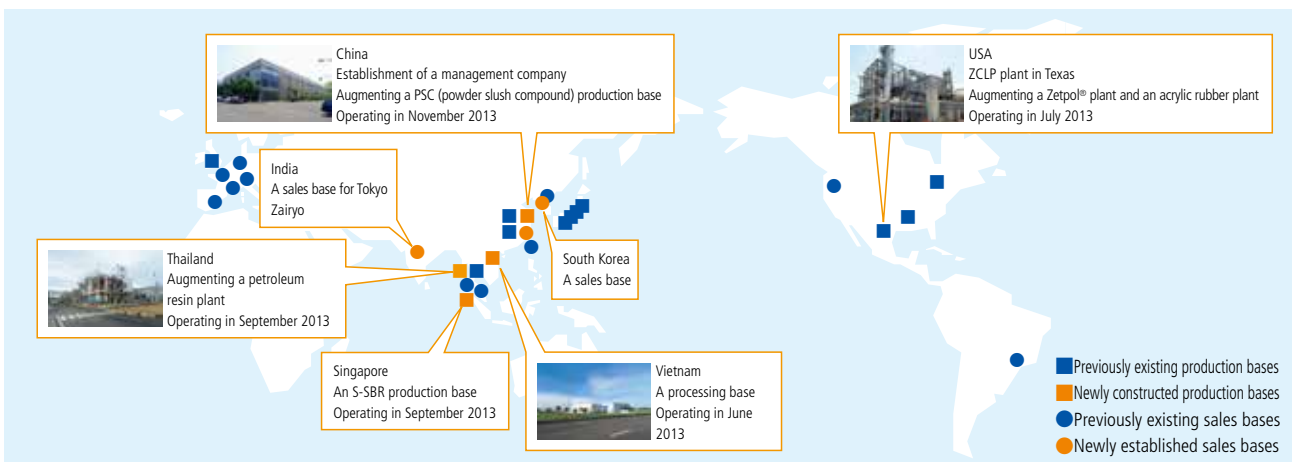 China
Establishment of a management company
Augmenting a PSC (powder slush compound) production base
Operating in November 2013
USA
ZCLP plant in Texas
Augmenting a Zetpol® plant and an acrylic rubber plant
Operating in July 2013
India
A sales base for Tokyo
Zairyo
Thailand
Augmenting a petroleum
resin plant
Operating in September 2013
South Korea
A sales base
Singapore
An S-SBR production base
Operating in September 2013
Vietnam
A processing base
Operating in June
2013
Previously existing production bases
Newly constructed production bases
Previously existing sales bases
Newly established sales bases